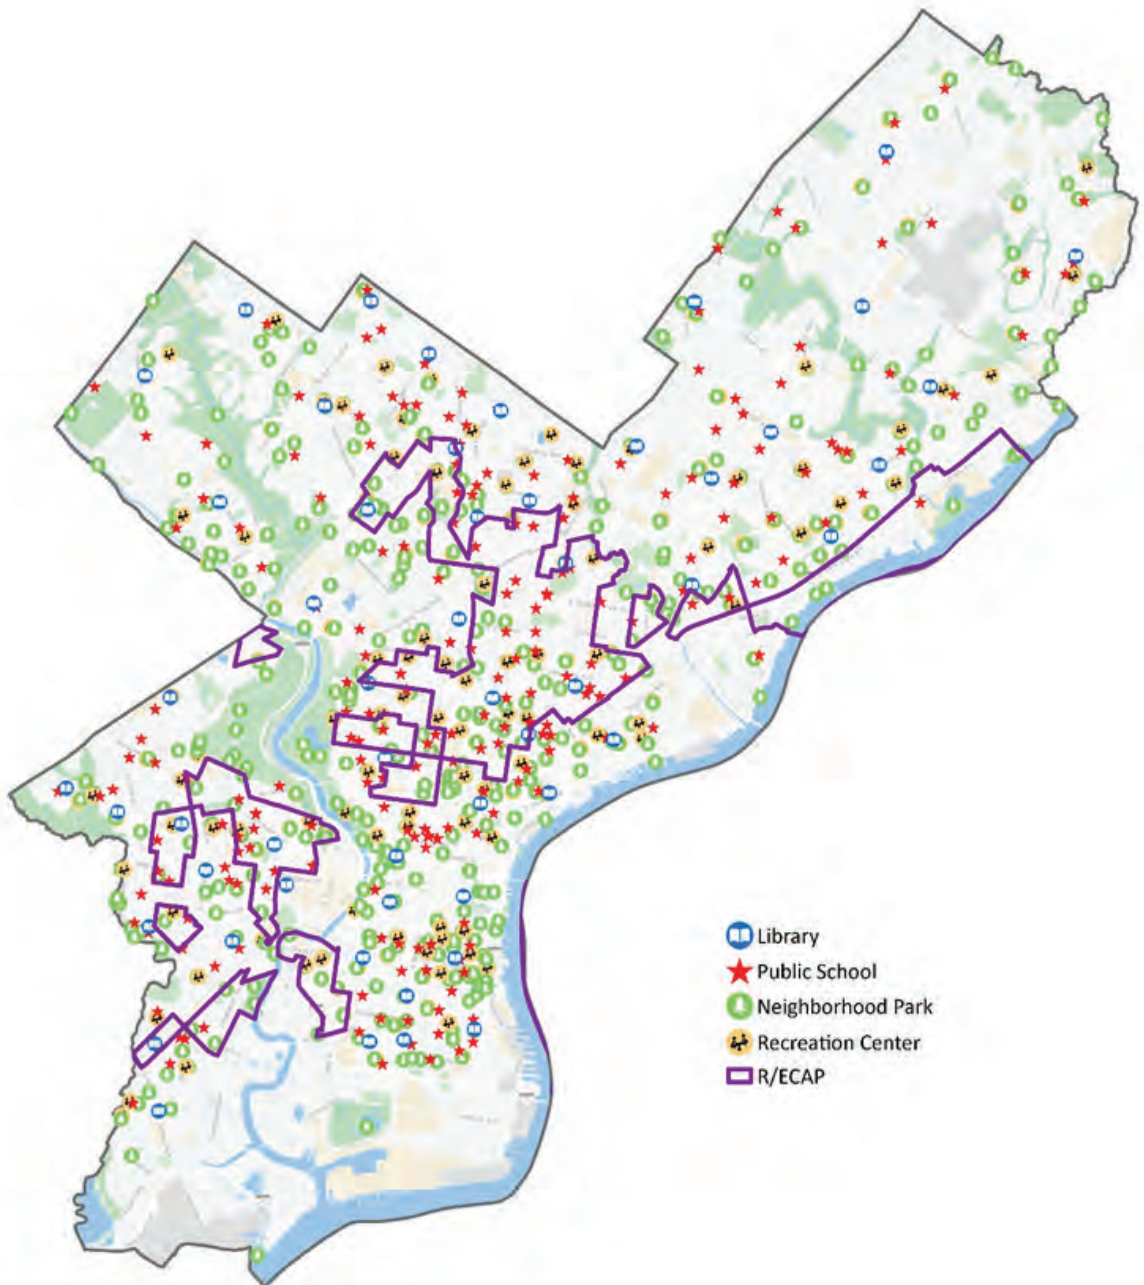 Library
Public School
Neighborhood Park
Recreation Center
R/ECAP